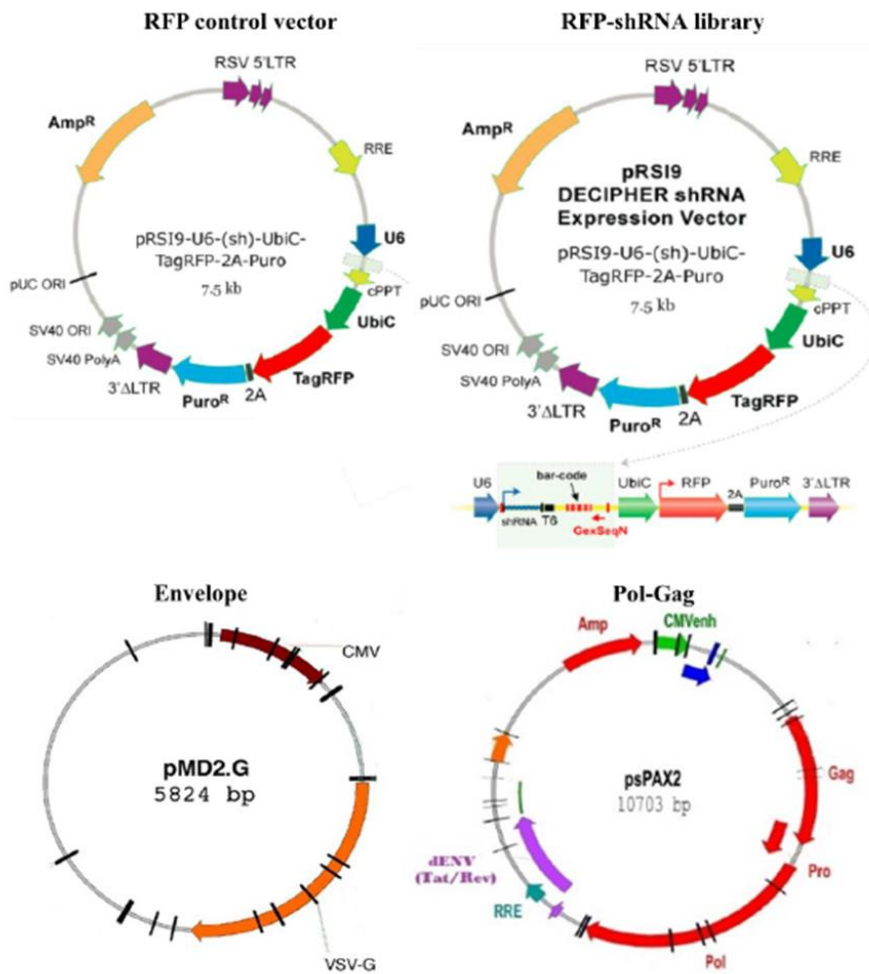 RFP control vector
RSV 5'LTR
AmpR
RRE
pRSI9-U6-(sh)-UbiC-
TagRFP-2A-Puro
7.5 kb
U6
cPPT
UbiC
TagRFP
2A
PuroR
3'ΔLTR
SV40 PolyA
SV40 ORI
pUC ORI
RFP-shRNA library
RSV 5'LTR
AmpR
RRE
pRSI9
DECIPHER shRNA
Expression Vector
pRSI9-U6-(sh)-UbiC-
TagRFP-2A-Puro
7.5 kb
U6
cPPT
UbiC
TagRFP
2A
PuroR
3'ΔLTR
SV40 PolyA
SV40 ORI
pUC ORI
U6
bar-code
UbiC
RFP
2A
PuroR
3'ΔLTR
shRNA
T6
GexSeqN
Envelope
CMV
pMD2.G
5824 bp
VSV-G
Pol-Gag
Amp
CMVenh
psPAX2
10703 bp
Gag
Pro
Pol
RRE
dENV
(Tat/Rev)